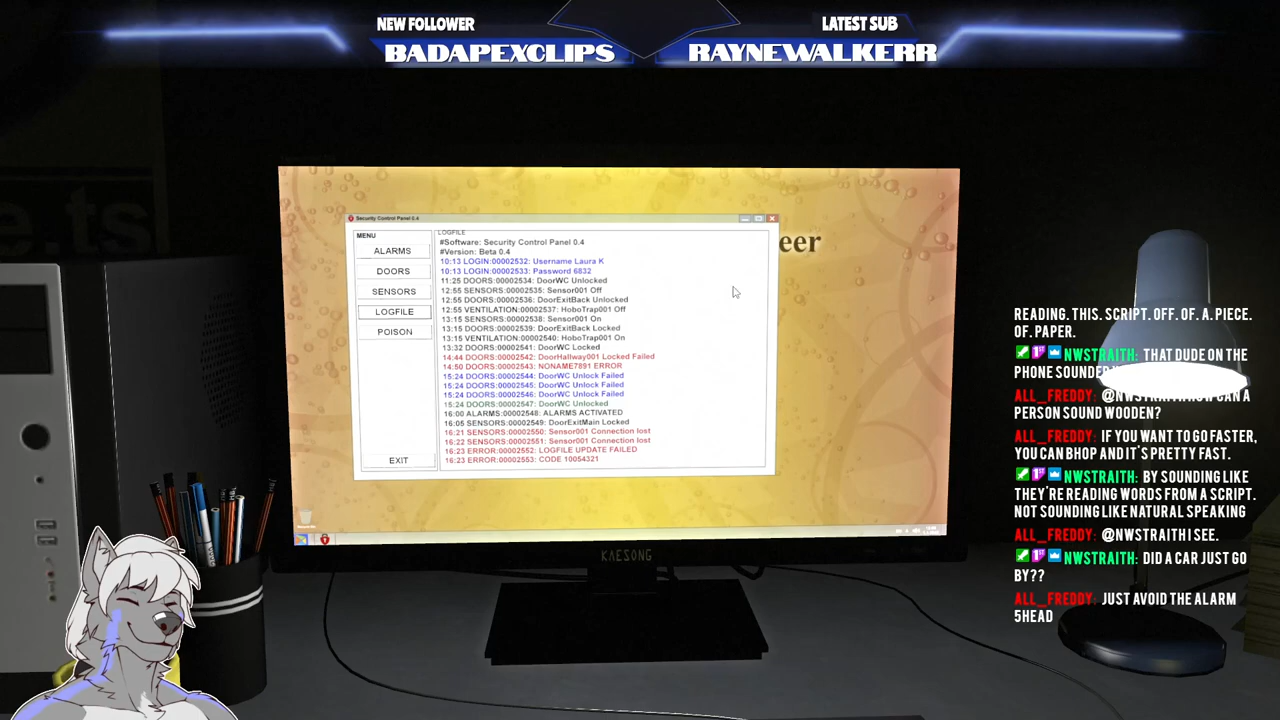 NEW FOLLOWER
BADAPEXCLIPS
LATEST SUB
RAYNEWALKERR
eer
Security Control Panel 0.4
MENU
ALARMS
DOORS
SENSORS
LOGFILE
POISON
EXIT
LOGFILE
#Software: Security Control Panel 0.4
#Version: Beta 0.4
10:13 LOGIN:00002532: Username Laura K
10:13 LOGIN:00002533: Password 6832
11:25 DOORS:00002534: DoorWC Unlocked
12:55 SENSORS:00002535: Sensor001 Off
12:55 DOORS:00002536: DoorExitBack Unlocked
12:55 VENTILATION:00002537: HoboTrap001 Off
13:15 SENSORS:00002538: Sensor001 On
13:15 DOORS:00002539: DoorExitBack Locked
13:15 VENTILATION:00002540: HoboTrap001 On
13:32 DOORS:00002541: DoorWC Locked
14:44 DOORS:00002542: DoorHallway001 Locked Failed
14:50 DOORS:00002543: NONAME7891 ERROR
15:24 DOORS:00002544: DoorWC Unlock Failed
15:24 DOORS:00002545: DoorWC Unlock Failed
15:24 DOORS:00002546: DoorWC Unlock Failed
15:24 DOORS:00002547: DoorWC Unlocked
16:00 ALARMS:00002548: ALARMS ACTIVATED
16:05 SENSORS:00002549: DoorExitMain Locked
16:21 SENSORS:00002550: Sensor001 Connection lost
16:22 SENSORS:00002551: Sensor001 Connection lost
16:23 ERROR:00002552: LOGFILE UPDATE FAILED
16:23 ERROR:00002553: CODE 10054321
KAESONG
e.ts
READING. THIS. SCRIPT. OFF. OF. A. PIECE.
OF. PAPER.
NWSTRAITH: THAT DUDE ON THE
PHONE SOUNDED
ALL_FREDDY: @NWSTRAITH HOW CAN A
PERSON SOUND WOODEN?
ALL_FREDDY: IF YOU WANT TO GO FASTER,
YOU CAN BHOP AND IT'S PRETTY FAST.
NWSTRAITH: BY SOUNDING LIKE
THEY'RE READING WORDS FROM A SCRIPT.
NOT SOUNDING LIKE NATURAL SPEAKING
ALL_FREDDY: @NWSTRAITH I SEE.
NWSTRAITH: DID A CAR JUST GO
BY??
ALL_FREDDY: JUST AVOID THE ALARM
5HEAD